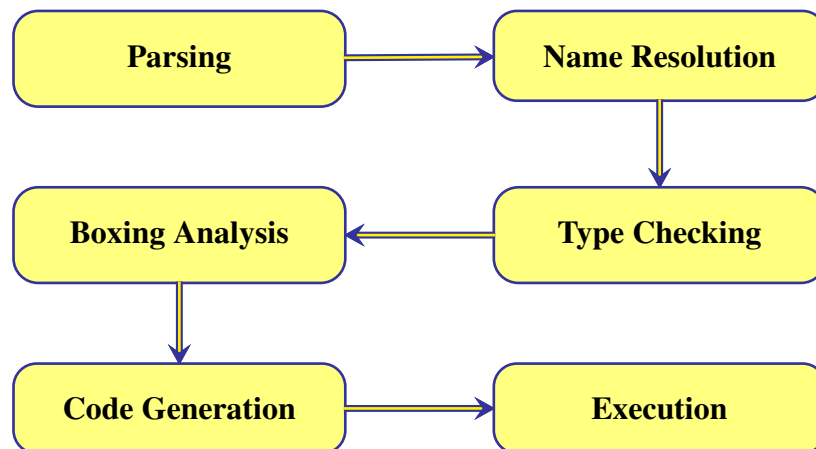 Parsing
Name Resolution
Boxing Analysis
Type Checking
Code Generation
Execution